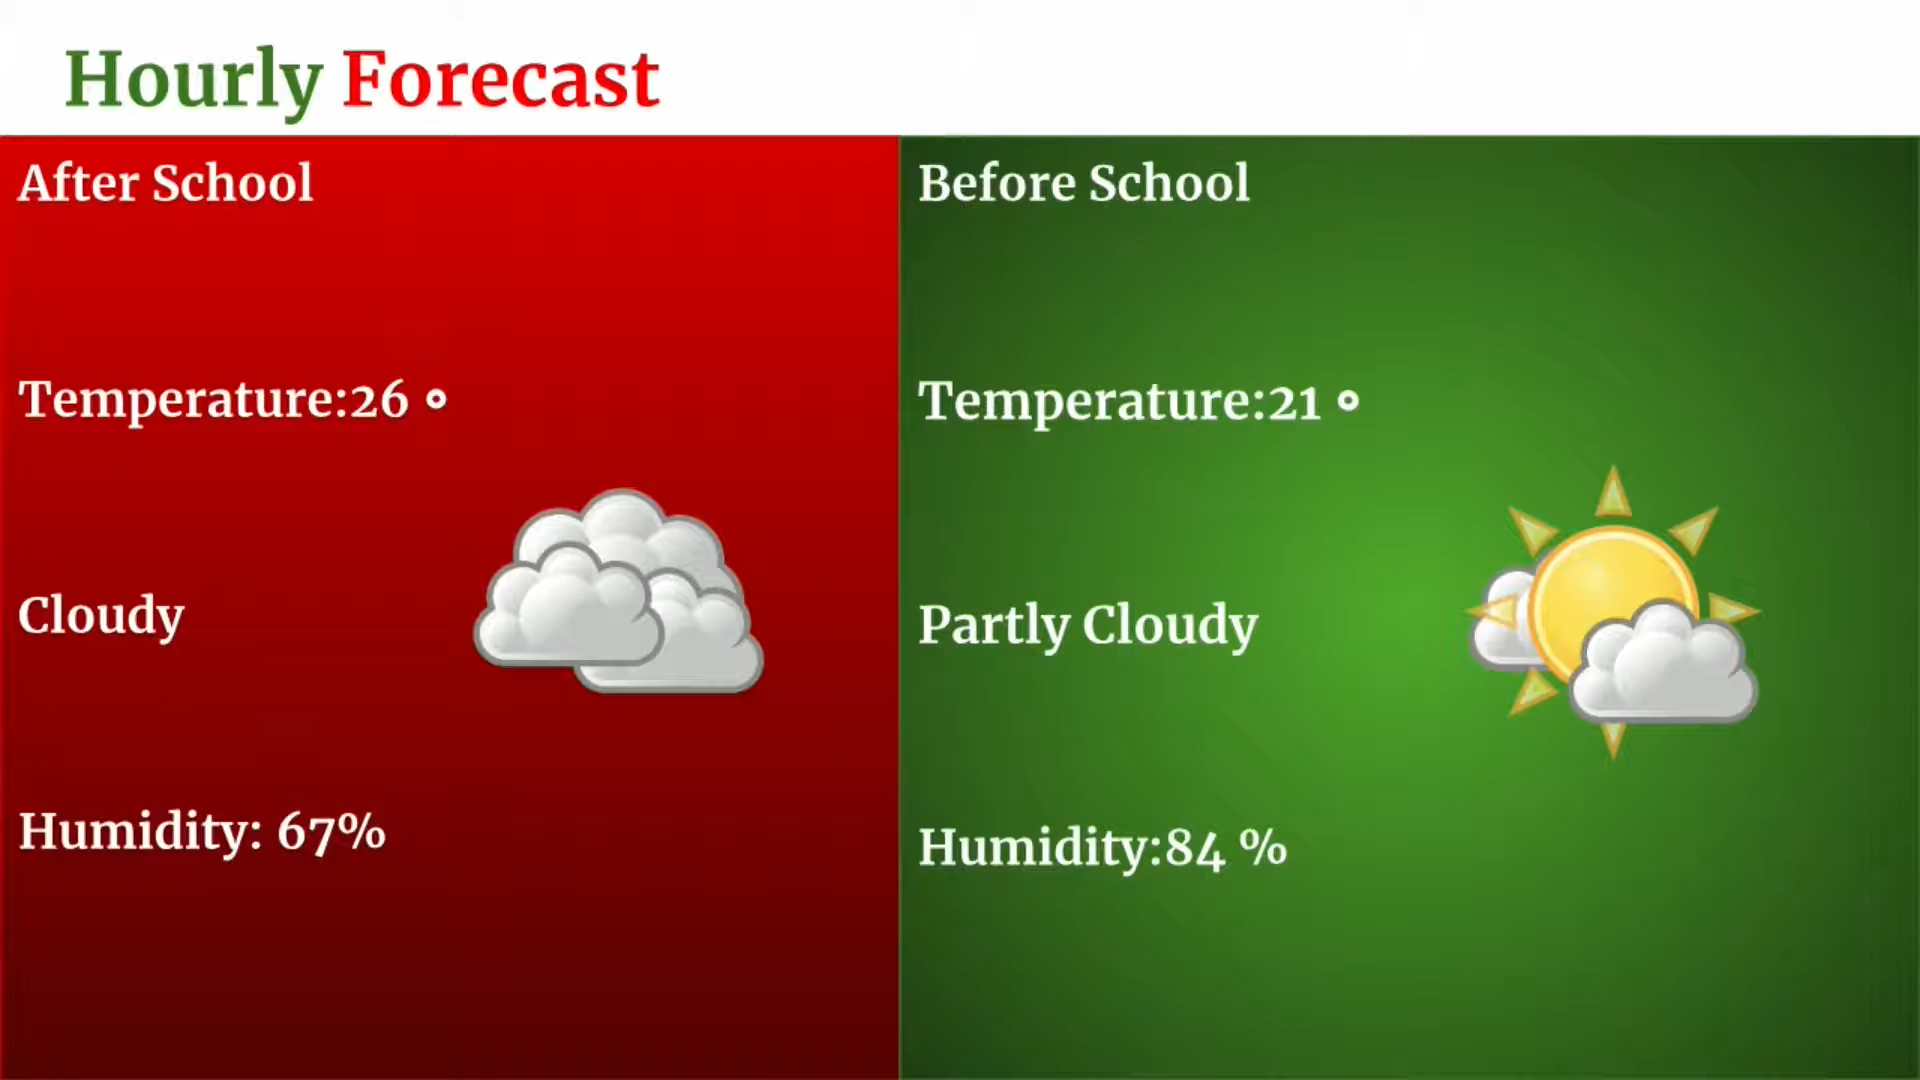 Hourly Forecast
After School
Temperature:26 °
Cloudy
Humidity: 67%
Before School
Temperature:21 °
Partly Cloudy
Humidity:84 %